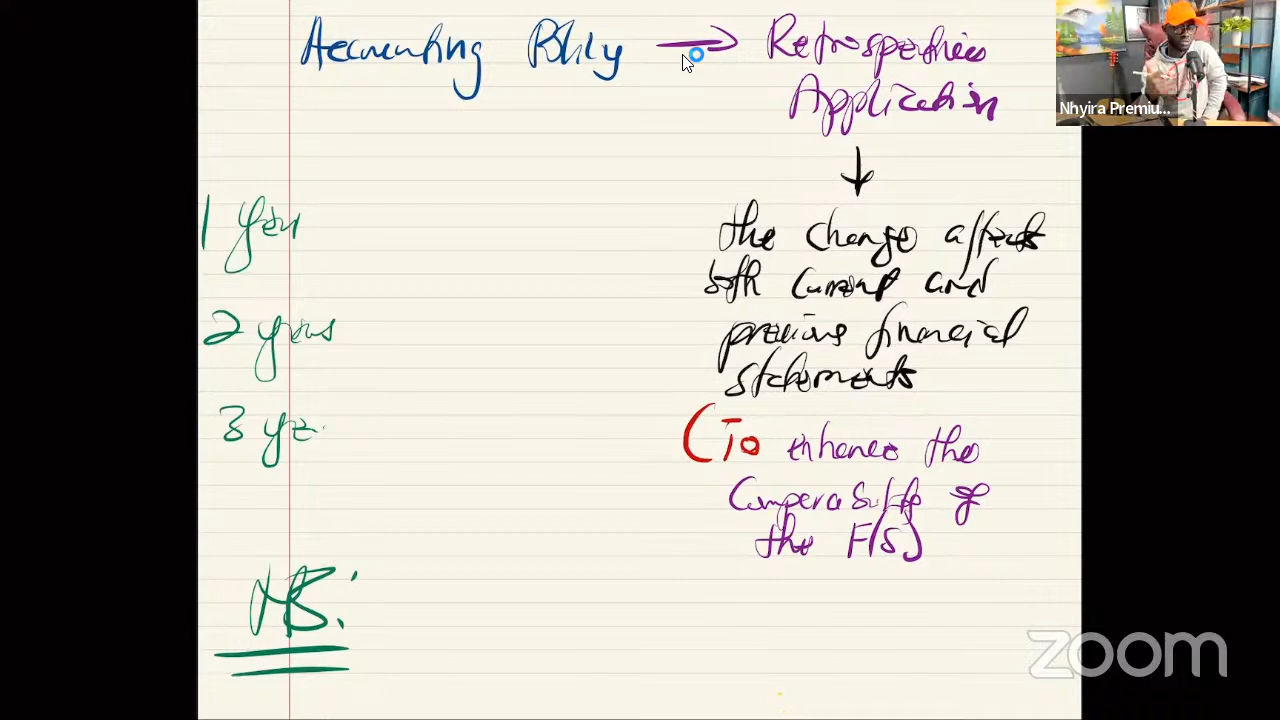 Accounting Policy → Retrospective
Application
↓
the change affects
both current and
previous financial
statements
(To enhance the
Comparability of
the F/S)
1 year
2 years
3 ye
NB:
Nhyira Premiu...
zoom